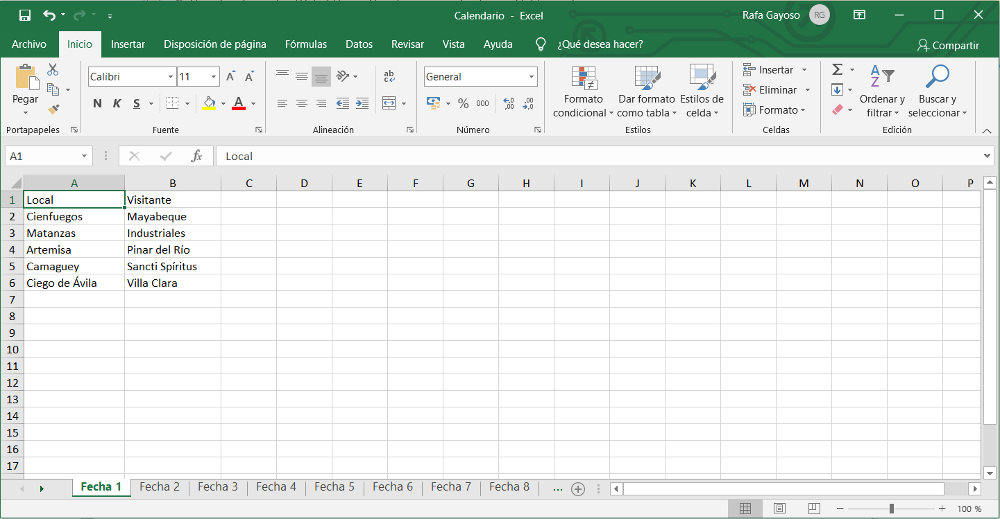 Calendario - Excel
Rafa Gayoso RG
Archivo Inicio Insertar Disposición de página Fórmulas Datos Revisar Vista Ayuda ¿Qué desea hacer? Compartir
Pegar
Portapapeles
Calibri 11 A A
N K S A
Fuente
ab
c
Alineación
General
% 000 ,00 ,00
,0
Número
Formato condicional
Dar formato como tabla
Estilos de celda
Estilos
Insertar
Eliminar
Formato
Celdas
Σ
A
Z
Ordenar y filtrar
Buscar y seleccionar
Edición
A1 fx Local
A B C D E F G H I J K L M N O P
1 Local Visitante
2 Cienfuegos Mayabeque
3 Matanzas Industriales
4 Artemisa Pinar del Río
5 Camaguey Sancti Spíritus
6 Ciego de Ávila Villa Clara
7
8
9
10
11
12
13
14
15
16
17
Fecha 1 Fecha 2 Fecha 3 Fecha 4 Fecha 5 Fecha 6 Fecha 7 Fecha 8 ...
100 %